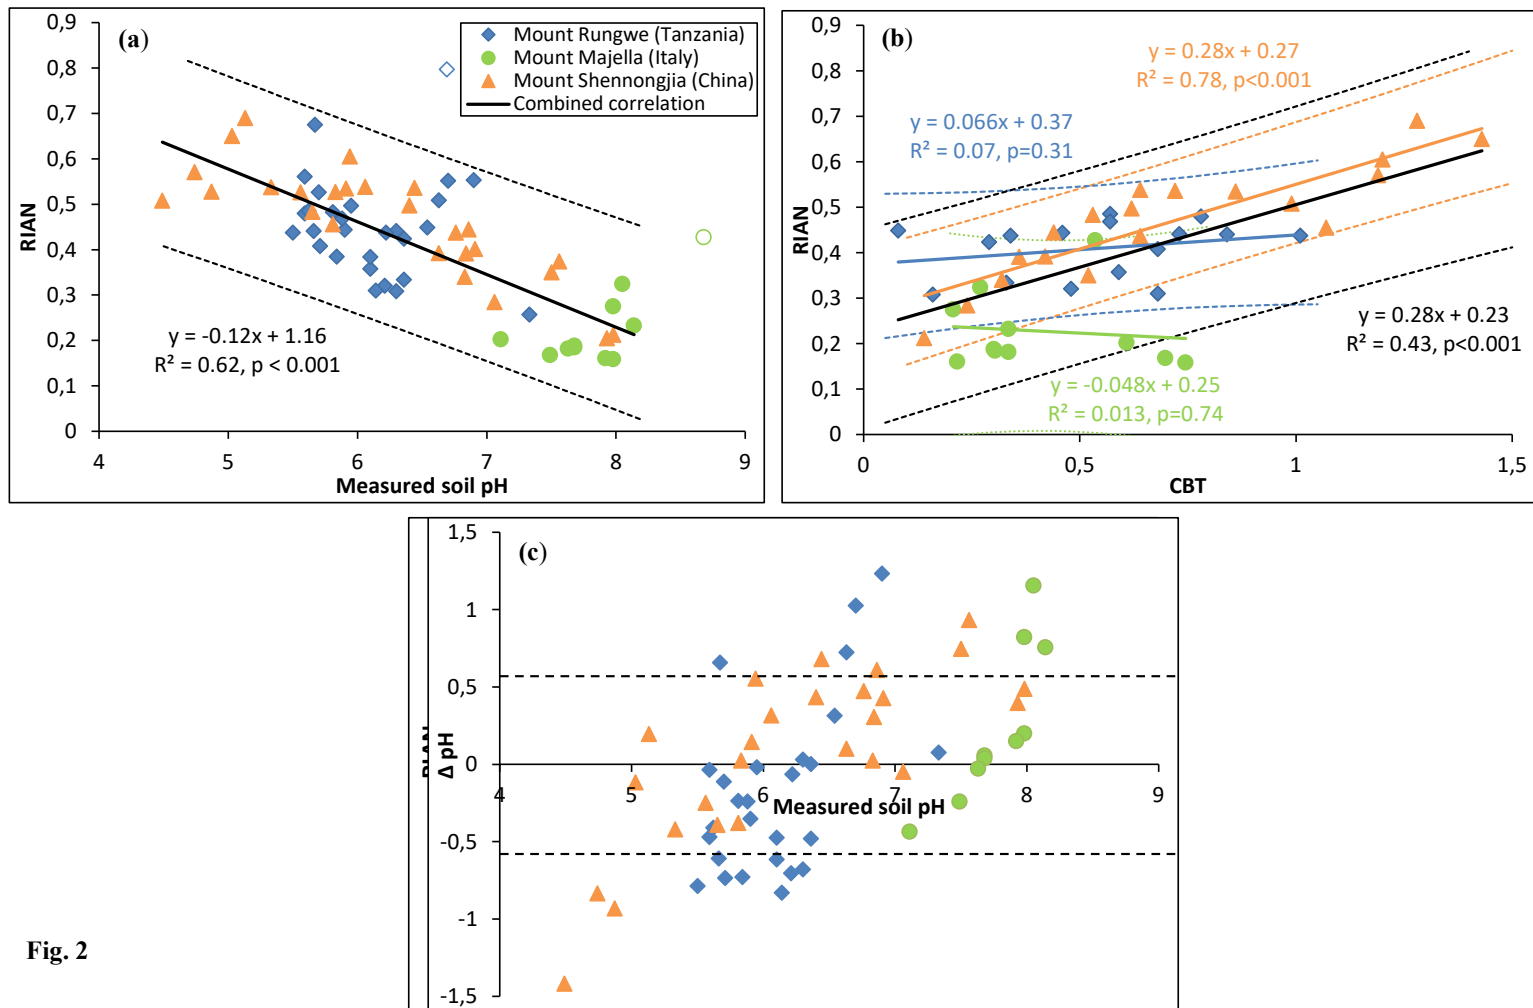 (a)
0,9
0,8
0,7
0,6
0,5
0,4
0,3
0,2
0,1
0
RIAN
4 5 6 7 8 9
Measured soil pH
Mount Rungwe (Tanzania)
Mount Majella (Italy)
Mount Shennongjia (China)
Combined correlation
y = -0.12x + 1.16
R² = 0.62, p < 0.001
(b)
0,9
0,8
0,7
0,6
0,5
0,4
0,3
0,2
0,1
0
RIAN
0 0,5 1 1,5
CBT
y = 0.28x + 0.27
R² = 0.78, p<0.001
y = 0.066x + 0.37
R² = 0.07, p=0.31
y = 0.28x + 0.23
R² = 0.43, p<0.001
y = -0.048x + 0.25
R² = 0.013, p=0.74
(c)
1,5
1
0,5
0
-0,5
-1
-1,5
Δ pH
4 5 6 7 8 9
Measured soil pH
Fig. 2